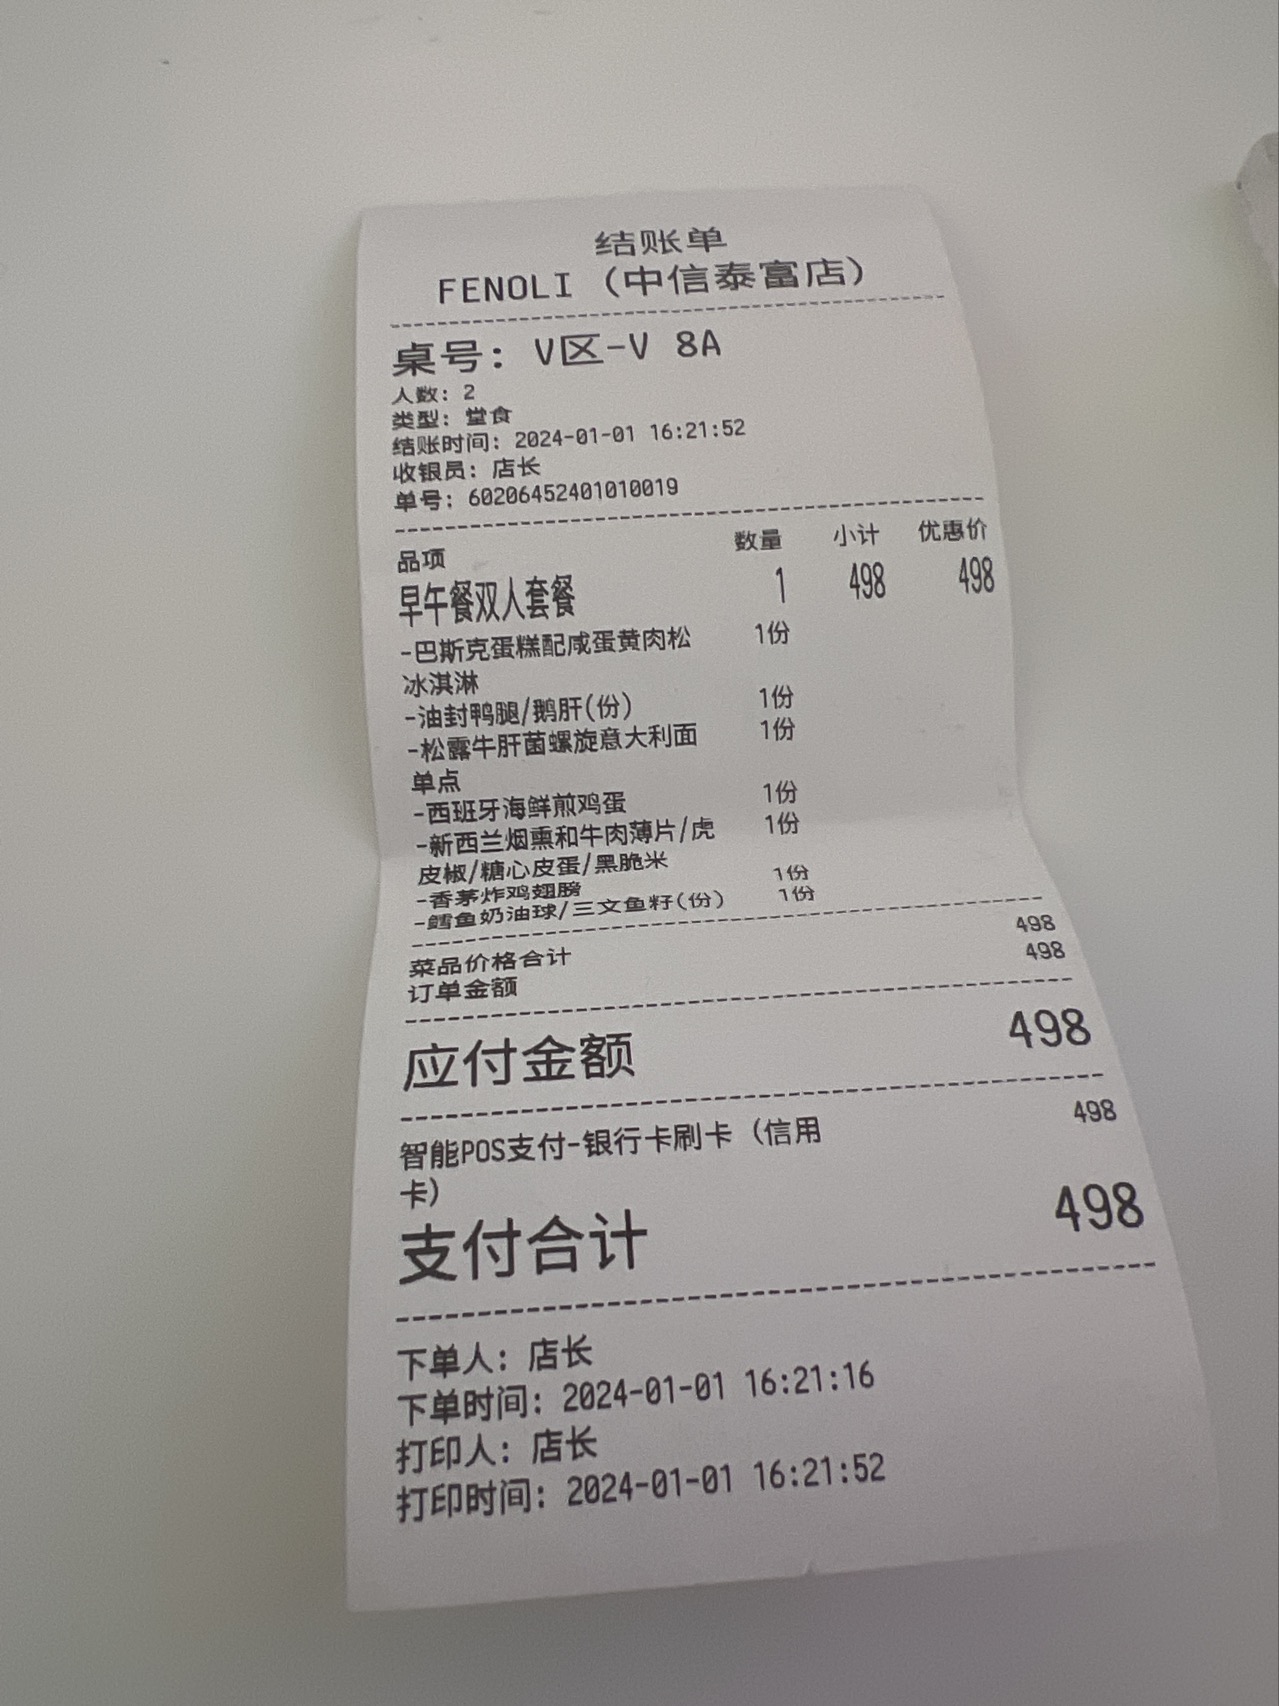 结账单
FENOLI (中信泰富店)
桌号: V区-V 8A
人数: 2
类型: 堂食
结账时间: 2024-01-01 16:21:52
收银员: 店长
单号: 60206452401010019
品项 数量 小计 优惠价
早午餐双人套餐 1 498 498
-巴斯克蛋糕配咸蛋黄肉松 1份
冰淇淋
-油封鸭腿/鹅肝(份) 1份
-松露牛肝菌螺旋意大利面 1份
单点
-西班牙海鲜煎鸡蛋 1份
-新西兰烟熏和牛肉薄片/虎 1份
皮椒/糖心皮蛋/黑脆米
-香茅炸鸡翅膀 1份
-鳕鱼奶油球/三文鱼籽(份) 1份
菜品价格合计 498
订单金额 498
应付金额 498
智能POS支付-银行卡刷卡 (信用 498
卡)
支付合计 498
下单人: 店长
下单时间: 2024-01-01 16:21:16
打印人: 店长
打印时间: 2024-01-01 16:21:52